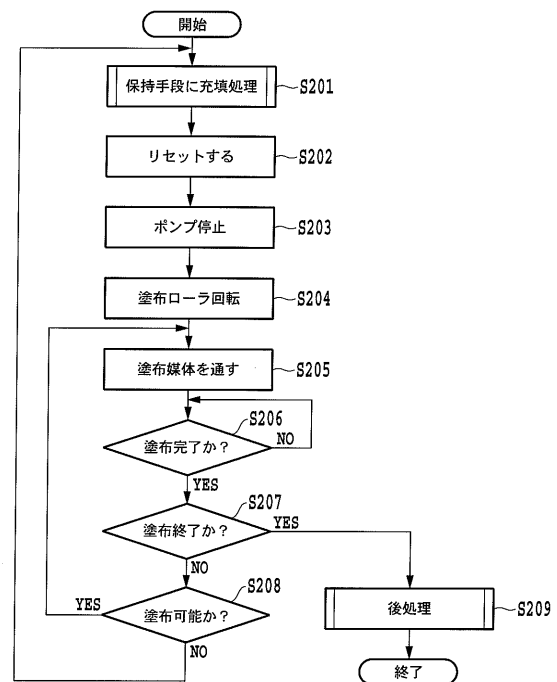 開始
保持手段に充填処理 S201
リセットする S202
ポンプ停止 S203
塗布ローラ回転 S204
塗布媒体を通す S205
S206
塗布完了か? NO
YES
S207
塗布終了か? YES
NO
S208
YES 塗布可能か?
NO
後処理 S209
終了